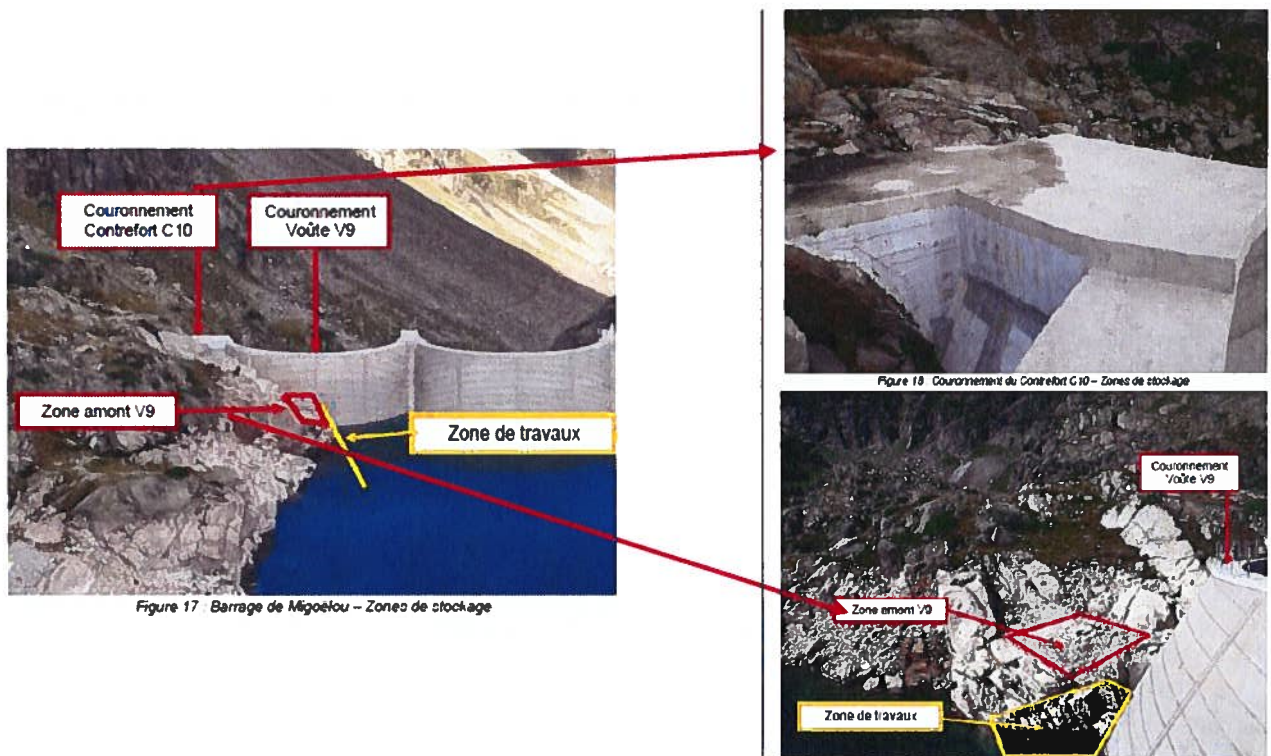 Couronnement
Contrefort C10
Couronnement
Voûte V9
Zone amont V9
Zone de travaux
Figure 17 : Barrage de Migoëlou – Zones de stockage
Figure 18 : Couronnement du Contrefort C10 – Zones de stockage
Couronnement
Voûte V9
Zone amont V9
Zone de travaux